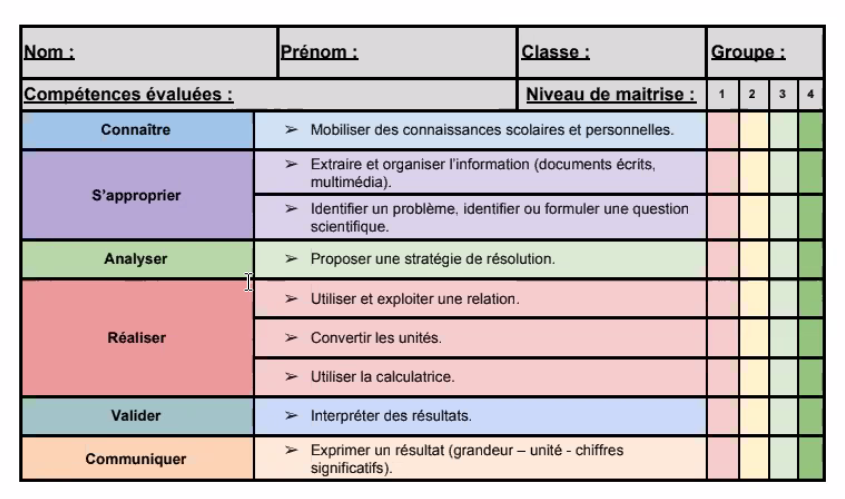 Nom :
Prénom :
Classe :
Groupe :
Compétences évaluées :
Niveau de maitrise :
1
2
3
4
Connaître
➢ Mobiliser des connaissances scolaires et personnelles.
S'approprier
➢ Extraire et organiser l'information (documents écrits,
multimédia).
➢ Identifier un problème, identifier ou formuler une question
scientifique.
Analyser
➢ Proposer une stratégie de résolution.
Réaliser
➢ Utiliser et exploiter une relation.
➢ Convertir les unités.
➢ Utiliser la calculatrice.
Valider
➢ Interpréter des résultats.
Communiquer
➢ Exprimer un résultat (grandeur – unité - chiffres
significatifs).